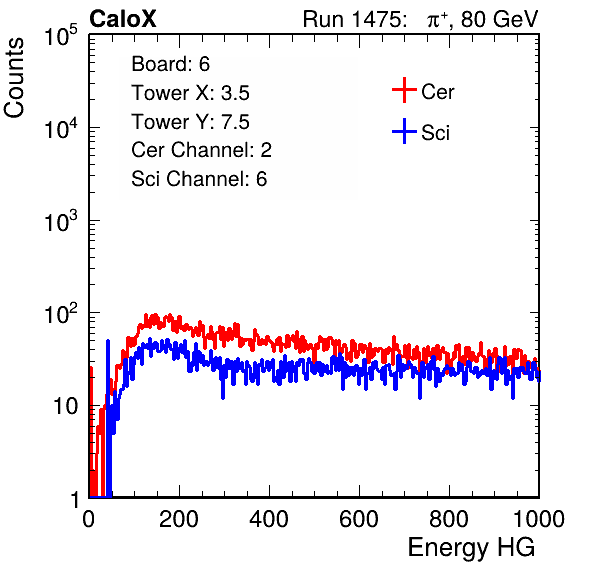 CaloX Run 1475: π⁺, 80 GeV
Counts
10⁵
10⁴
10³
10²
10
1
Board: 6
Tower X: 3.5
Tower Y: 7.5
Cer Channel: 2
Sci Channel: 6
Cer
Sci
0 200 400 600 800 1000
Energy HG